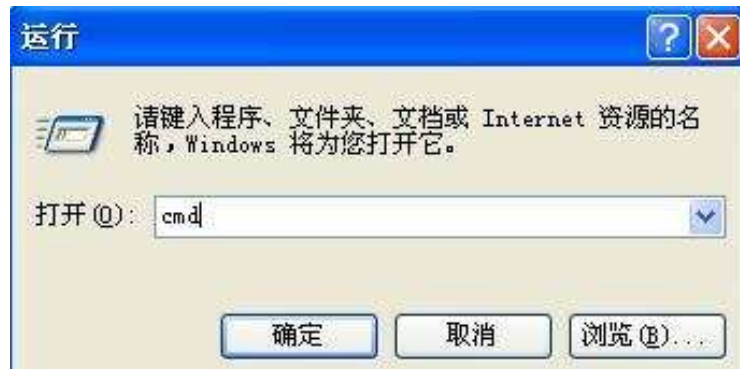 运行
请键入程序、文件夹、文档或 Internet 资源的名
称，Windows 将为您打开它。
打开(O): cmd
确定 取消 浏览(B)...